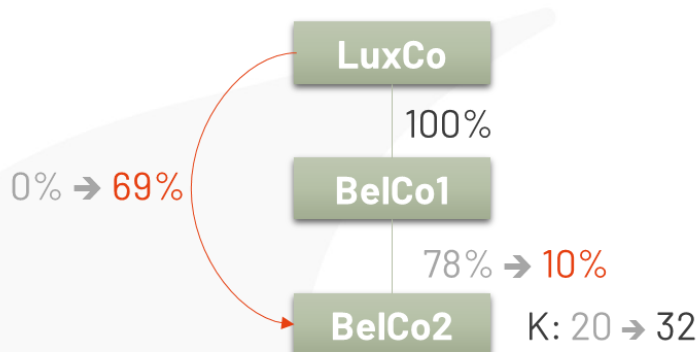 LuxCo
100%
0% ➔ 69%
BelCo1
78% ➔ 10%
BelCo2
K: 20 ➔ 32